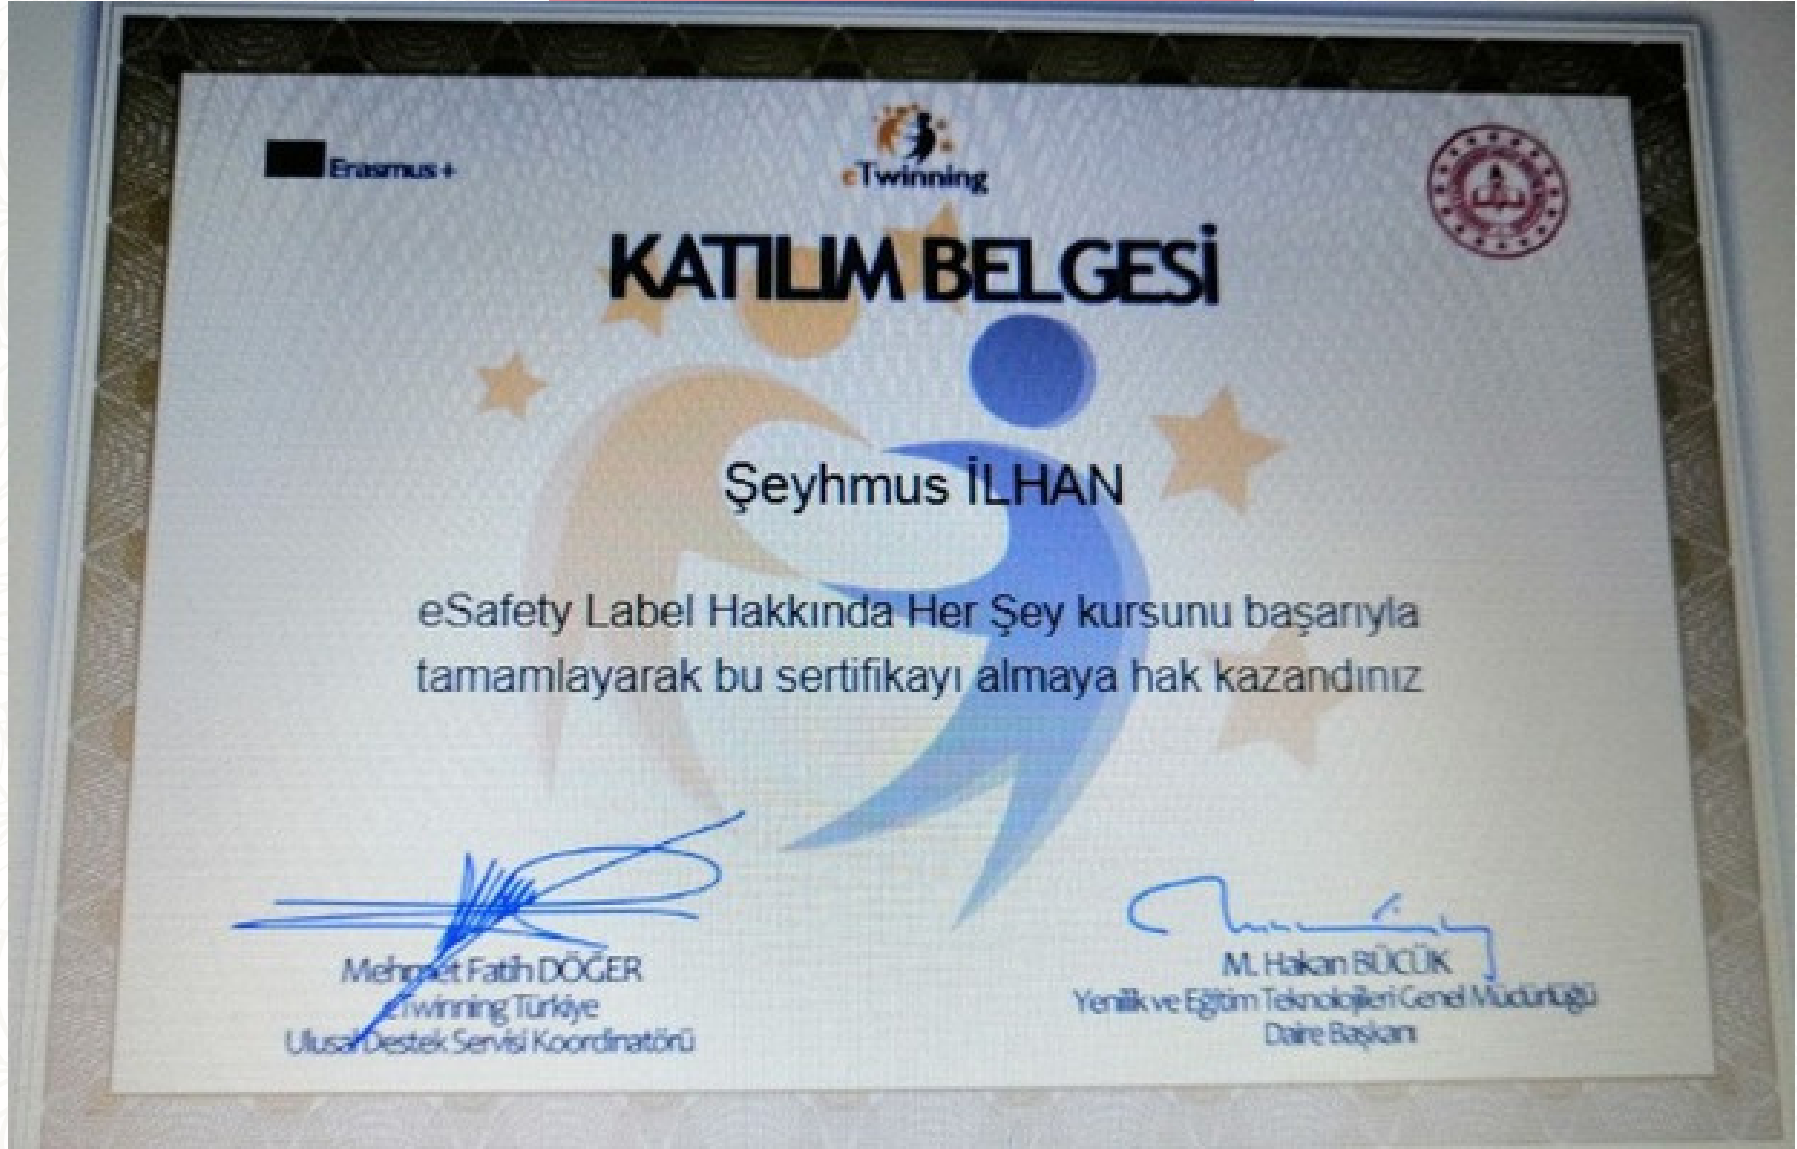 Erasmus+
eTwinning
KATILIM BELGESİ
Şeyhmus İLHAN
eSafety Label Hakkında Her Şey kursunu başarıyla
tamamlayarak bu sertifikayı almaya hak kazandınız
Mehmet Fatih DÖĞER
eTwinning Türkiye
Ulusal Destek Servisi Koordinatörü
M. Hakan BÜCÜK
Yenilik ve Eğitim Teknolojileri Genel Müdürlüğü
Daire Başkanı